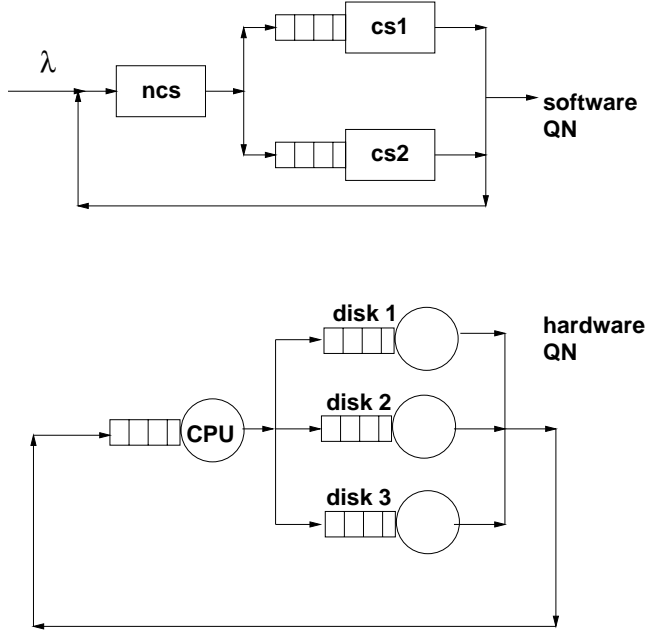 λ
ncs
cs1
cs2
software
QN
disk 1
hardware
QN
disk 2
CPU
disk 3